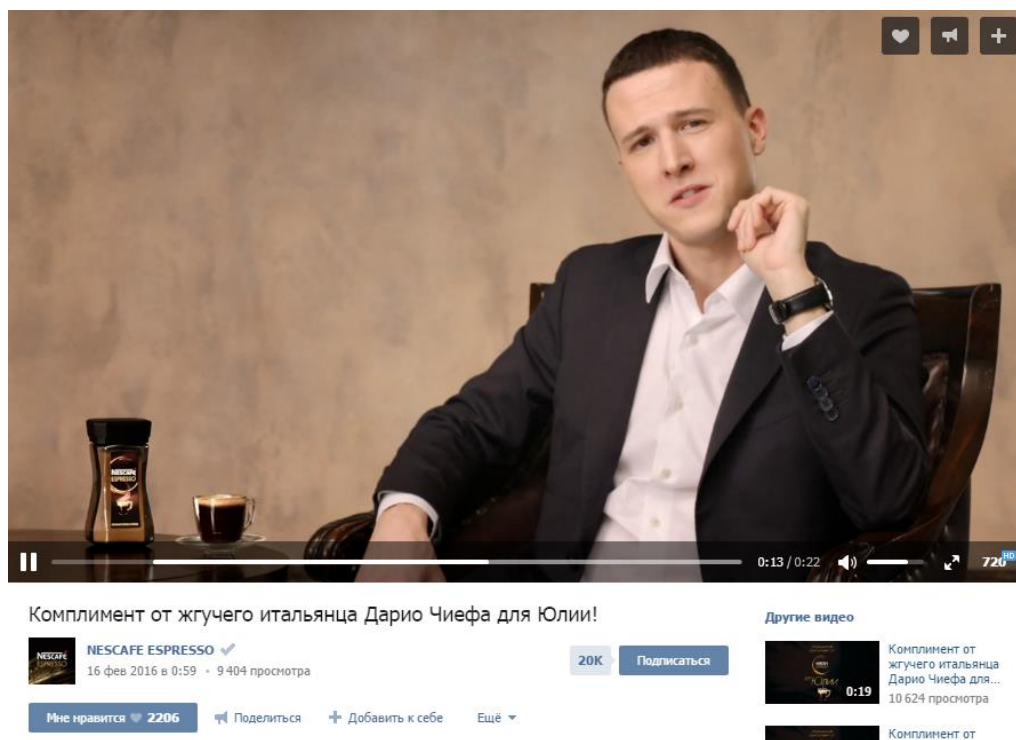 NESCAFÉ
ESPRESSO
0:13 / 0:22
720 HD
Комплимент от жгучего итальянца Дарио Чиефа для Юлии!
NESCAFE ESPRESSO
16 фев 2016 в 0:59 · 9 404 просмотра
20K
Подписаться
Мне нравится 2206
Поделиться
Добавить к себе
Ещё
Другие видео
0:19
Комплимент от
жгучего итальянца
Дарио Чиефа для...
10 624 просмотра
Комплимент от